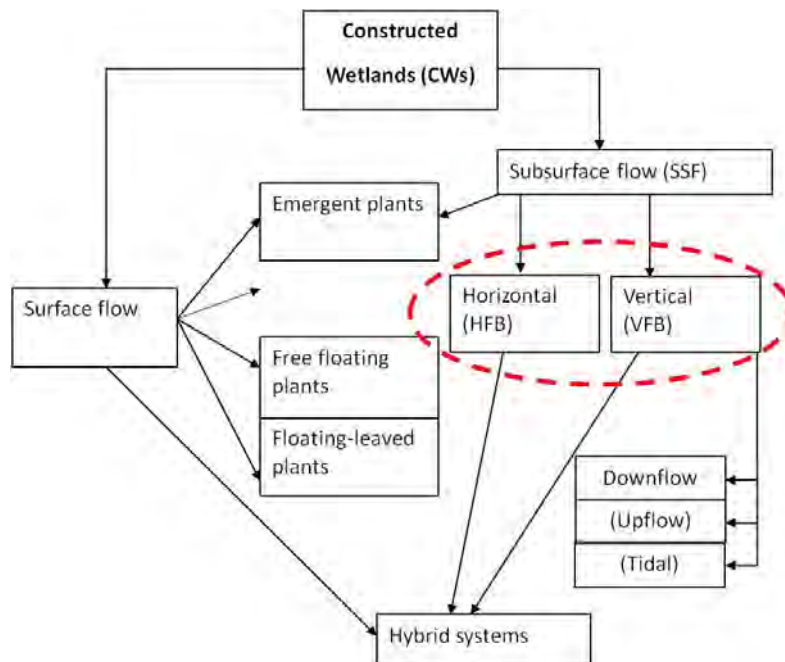 Constructed
Wetlands (CWs)
Subsurface flow (SSF)
Emergent plants
Surface flow
Horizontal
(HFB)
Vertical
(VFB)
Free floating
plants
Floating-leaved
plants
Downflow
(Upflow)
(Tidal)
Hybrid systems